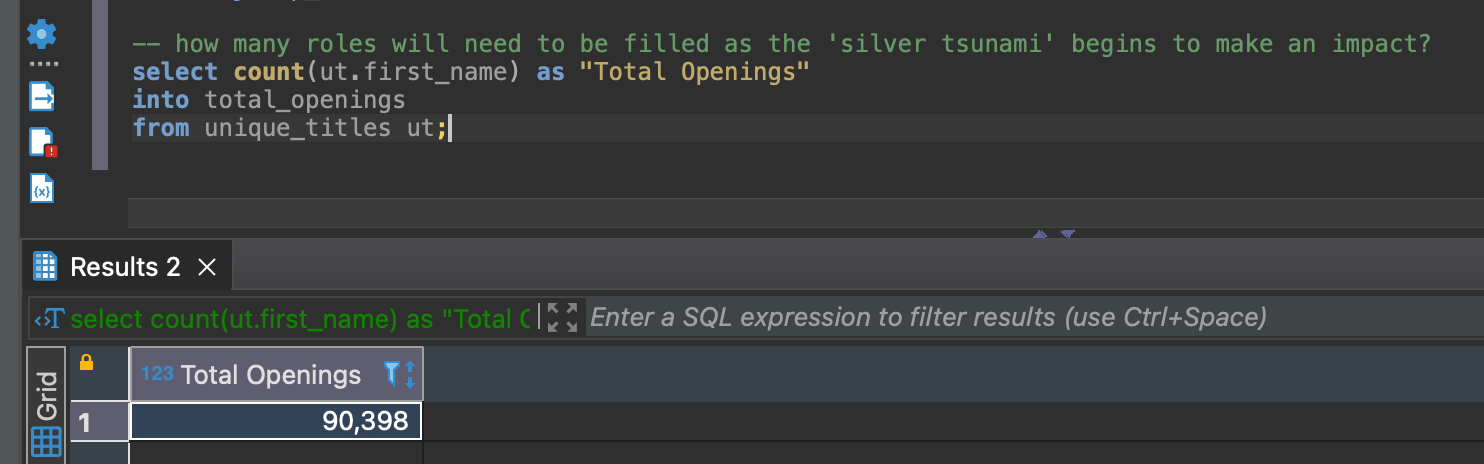 -- how many roles will need to be filled as the 'silver tsunami' begins to make an impact?
select count(ut.first_name) as "Total Openings"
into total_openings
from unique_titles ut;
Results 2
select count(ut.first_name) as "Total Enter a SQL expression to filter results (use Ctrl+Space)
Grid
123 Total Openings
1 90,398